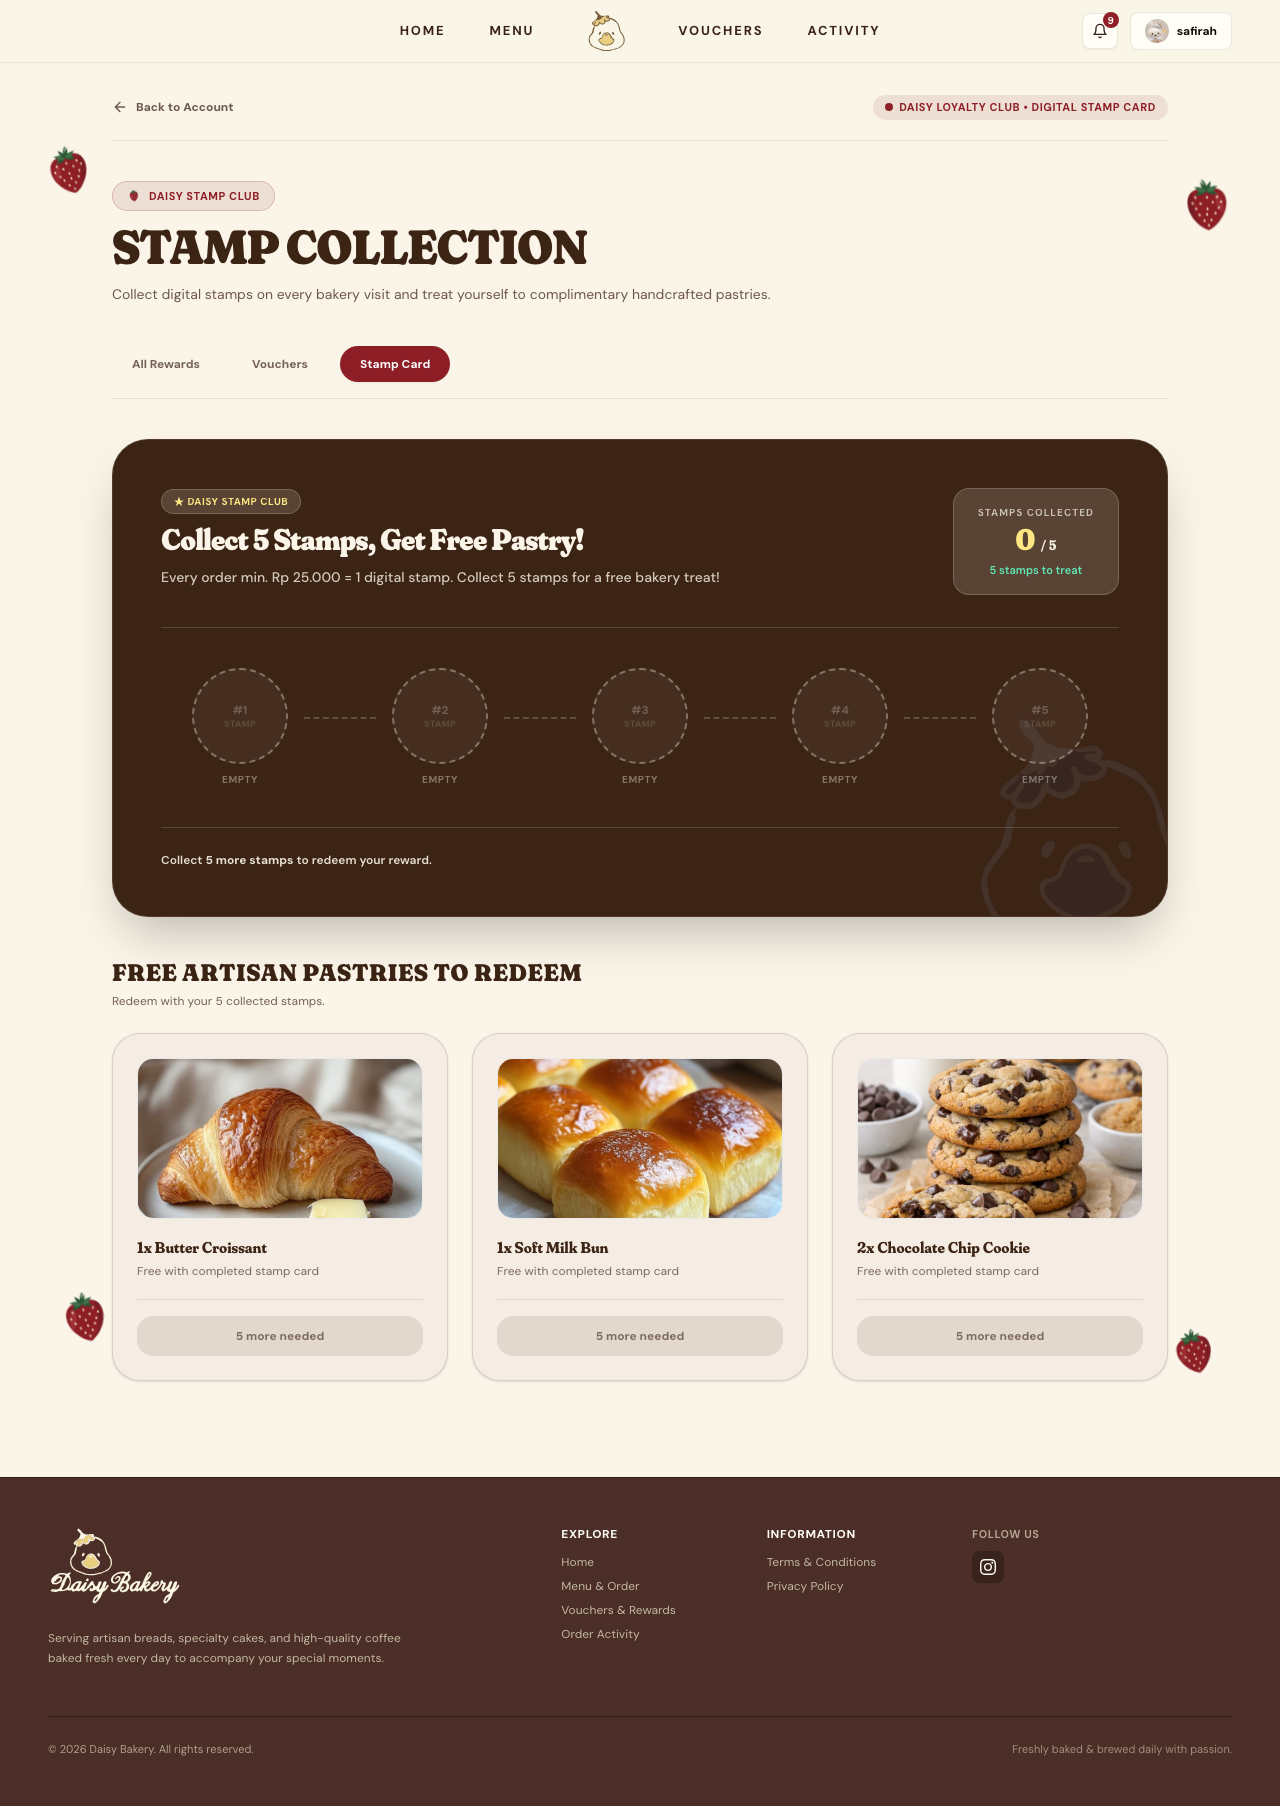 HOME MENU VOUCHERS ACTIVITY
9
safirah
Back to Account
DAISY LOYALTY CLUB • DIGITAL STAMP CARD
DAISY STAMP CLUB
STAMP COLLECTION
Collect digital stamps on every bakery visit and treat yourself to complimentary handcrafted pastries.
All Rewards Vouchers Stamp Card
★ DAISY STAMP CLUB
Collect 5 Stamps, Get Free Pastry!
Every order min. Rp 25.000 = 1 digital stamp. Collect 5 stamps for a free bakery treat!
STAMPS COLLECTED
0 / 5
5 stamps to treat
#1 #2 #3 #4 #5
STAMP STAMP STAMP STAMP STAMP
EMPTY EMPTY EMPTY EMPTY EMPTY
Collect 5 more stamps to redeem your reward.
FREE ARTISAN PASTRIES TO REDEEM
Redeem with your 5 collected stamps.
1x Butter Croissant
Free with completed stamp card
5 more needed
1x Soft Milk Bun
Free with completed stamp card
5 more needed
2x Chocolate Chip Cookie
Free with completed stamp card
5 more needed
Daisy Bakery
Serving artisan breads, specialty cakes, and high-quality coffee
baked fresh every day to accompany your special moments.
EXPLORE
Home
Menu & Order
Vouchers & Rewards
Order Activity
INFORMATION
Terms & Conditions
Privacy Policy
FOLLOW US
© 2026 Daisy Bakery. All rights reserved.
Freshly baked & brewed daily with passion.